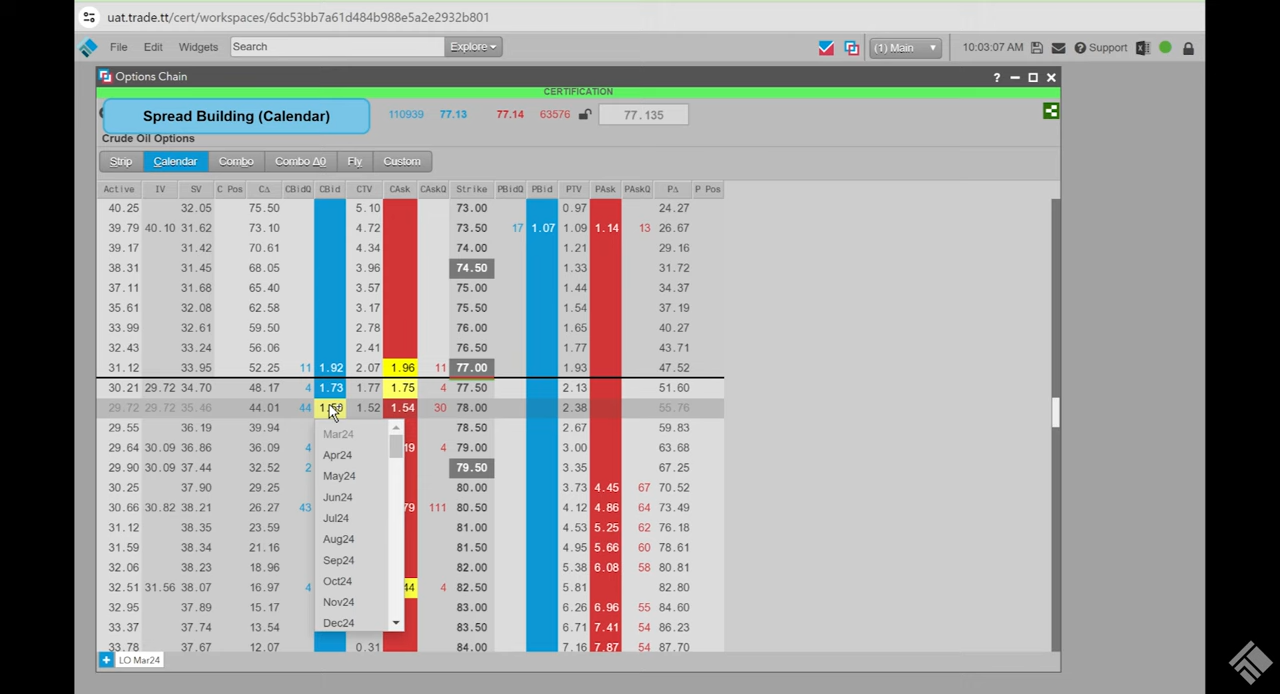 uat.trade.tt/cert/workspaces/6dc53bb7a61d484b988e5a2e2932b801
File Edit Widgets Search Explore (1) Main 10:03:07 AM Support
Options Chain ?
CERTIFICATION
Spread Building (Calendar) 110939 77.13 77.14 63576 77.135
Crude Oil Options
Strip Calendar Combo Combo Δ0 Fly Custom
Active IV SV C Pos CΔ CBidQ CBid CTV CAsk CAskQ Strike PBidQ PBid PTV PAsk PAskQ PΔ P Pos
40.25 32.05 75.50 5.10 73.00 0.97 24.27
39.79 40.10 31.62 73.10 4.72 73.50 17 1.07 1.09 1.14 13 26.67
39.17 31.42 70.61 4.34 74.00 1.21 29.16
38.31 31.45 68.05 3.96 74.50 1.33 31.72
37.11 31.68 65.40 3.57 75.00 1.44 34.37
35.61 32.08 62.58 3.17 75.50 1.54 37.19
33.99 32.61 59.50 2.78 76.00 1.65 40.27
32.43 33.24 56.06 2.41 76.50 1.77 43.71
31.12 33.95 52.25 11 1.92 2.07 1.96 11 77.00 1.93 47.52
30.21 29.72 34.70 48.17 4 1.73 1.77 1.75 4 77.50 2.13 51.60
29.72 29.72 35.46 44.01 44 1.52 1.54 30 78.00 2.38 55.76
29.55 36.19 39.94 78.50 2.67 59.83
Mar24
29.64 30.09 36.86 36.09 4 19 4 79.00 3.00 63.68
Apr24
29.90 30.09 37.44 32.52 2 79.50 3.35 67.25
May24
30.25 37.90 29.25 80.00 3.73 4.45 67 70.52
Jun24
30.66 30.82 38.21 26.27 43 79 111 80.50 4.12 4.86 64 73.49
Jul24
31.12 38.35 23.59 81.00 4.53 5.25 62 76.18
Aug24
31.59 38.34 21.16 81.50 4.95 5.66 60 78.61
Sep24
32.06 38.23 18.96 82.00 5.38 6.08 58 80.81
Oct24
32.51 31.56 38.07 16.97 4 44 4 82.50 5.81 82.80
Nov24
32.95 37.89 15.17 83.00 6.26 6.96 55 84.60
Dec24
33.37 37.74 13.54 83.50 6.71 7.41 54 86.23
33.78 37.67 12.07 0.31 84.00 7.16 7.87 54 87.70
LO Mar24